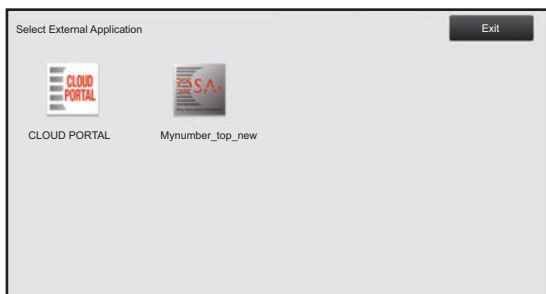 Select External Application
Exit
CLOUD
PORTAL
OSA
CLOUD PORTAL
Mynumber_top_new